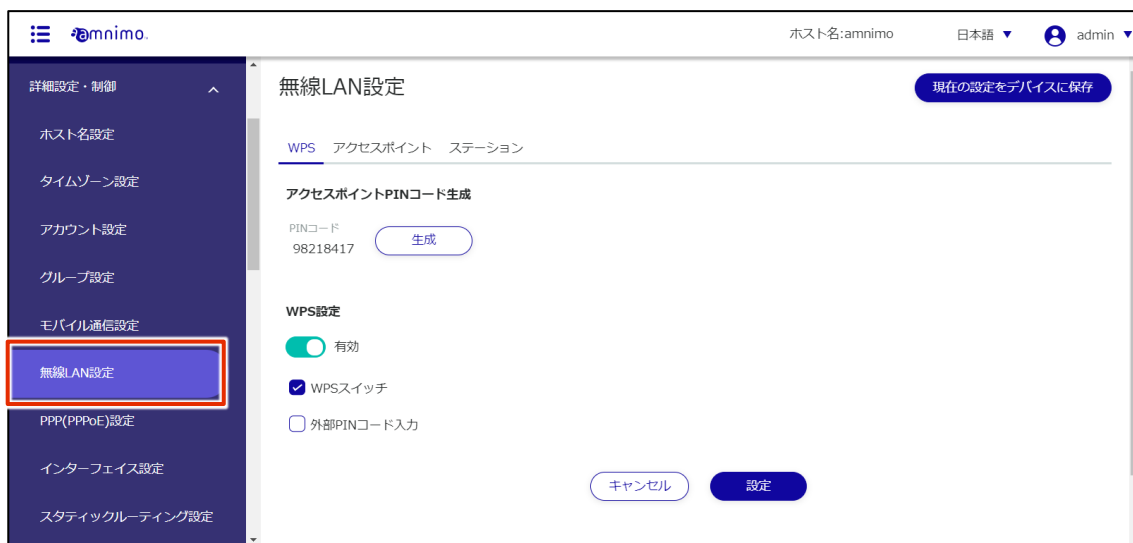 amnimo.
ホスト名:amnimo
日本語 ▼
admin ▼
詳細設定・制御
ホスト名設定
タイムゾーン設定
アカウント設定
グループ設定
モバイル通信設定
無線LAN設定
PPP(PPPoE)設定
インターフェイス設定
スタティックルーティング設定
無線LAN設定
現在の設定をデバイスに保存
WPS アクセスポイント ステーション
アクセスポイントPINコード生成
PINコード
98218417
生成
WPS設定
有効
WPSスイッチ
外部PINコード入力
キャンセル
設定